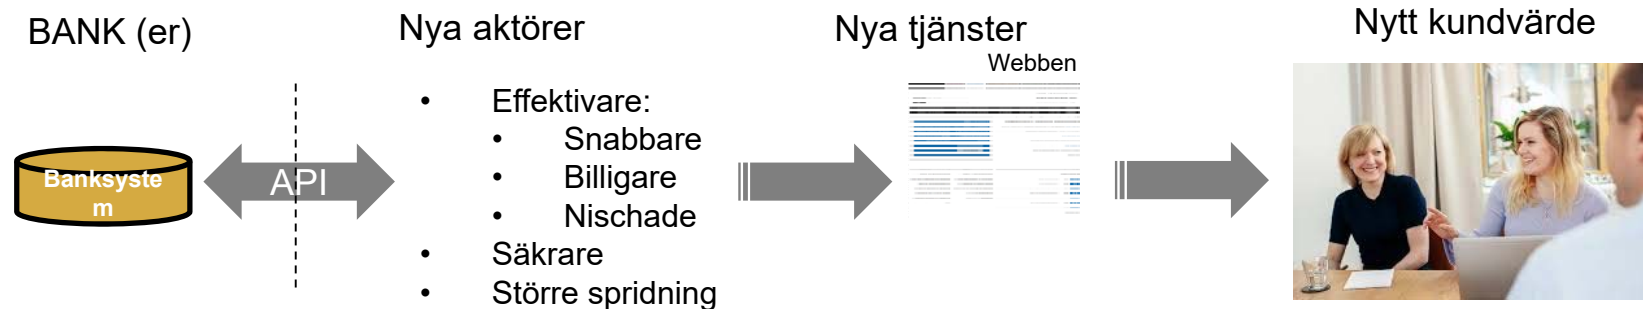 BANK (er)
Nya aktörer
Nya tjänster
Nytt kundvärde
Webben
Banksyste
m
API
• Effektivare:
• Snabbare
• Billigare
• Nischade
• Säkrare
• Större spridning